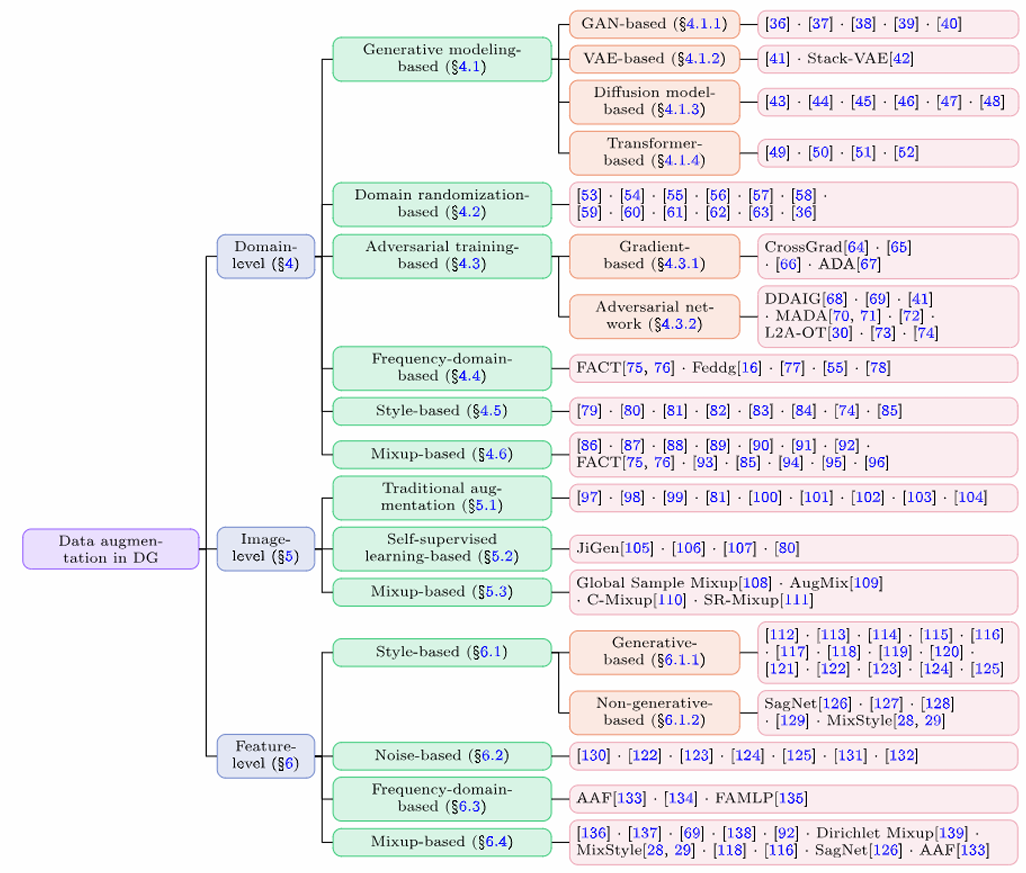 Data augmen-
tation in DG
Domain-
level (§4)
Generative modeling-
based (§4.1)
GAN-based (§4.1.1)
[36] · [37] · [38] · [39] · [40]
VAE-based (§4.1.2)
[41] · Stack-VAE[42]
Diffusion model-
based (§4.1.3)
[43] · [44] · [45] · [46] · [47] · [48]
Transformer-
based (§4.1.4)
[49] · [50] · [51] · [52]
Domain randomization-
based (§4.2)
[53] · [54] · [55] · [56] · [57] · [58] ·
[59] · [60] · [61] · [62] · [63] · [36]
Adversarial training-
based (§4.3)
Gradient-
based (§4.3.1)
CrossGrad[64] · [65]
· [66] · ADA[67]
Adversarial net-
work (§4.3.2)
DDAIG[68] · [69] · [41]
· MADA[70, 71] · [72] ·
L2A-OT[30] · [73] · [74]
Frequency-domain-
based (§4.4)
FACT[75, 76] · Feddg[16] · [77] · [55] · [78]
Style-based (§4.5)
[79] · [80] · [81] · [82] · [83] · [84] · [74] · [85]
Mixup-based (§4.6)
[86] · [87] · [88] · [89] · [90] · [91] · [92] ·
FACT[75, 76] · [93] · [85] · [94] · [95] · [96]
Image-
level (§5)
Traditional aug-
mentation (§5.1)
[97] · [98] · [99] · [81] · [100] · [101] · [102] · [103] · [104]
Self-supervised
learning-based (§5.2)
JiGen[105] · [106] · [107] · [80]
Mixup-based (§5.3)
Global Sample Mixup[108] · AugMix[109]
· C-Mixup[110] · SR-Mixup[111]
Feature-
level (§6)
Style-based (§6.1)
Generative-
based (§6.1.1)
[112] · [113] · [114] · [115] · [116]
· [117] · [118] · [119] · [120] ·
[121] · [122] · [123] · [124] · [125]
Non-generative-
based (§6.1.2)
SagNet[126] · [127] · [128]
· [129] · MixStyle[28, 29]
Noise-based (§6.2)
[130] · [122] · [123] · [124] · [125] · [131] · [132]
Frequency-domain-
based (§6.3)
AAF[133] · [134] · FAMLP[135]
Mixup-based (§6.4)
[136] · [137] · [69] · [138] · [92] · Dirichlet Mixup[139] ·
MixStyle[28, 29] · [118] · [116] · SagNet[126] · AAF[133]